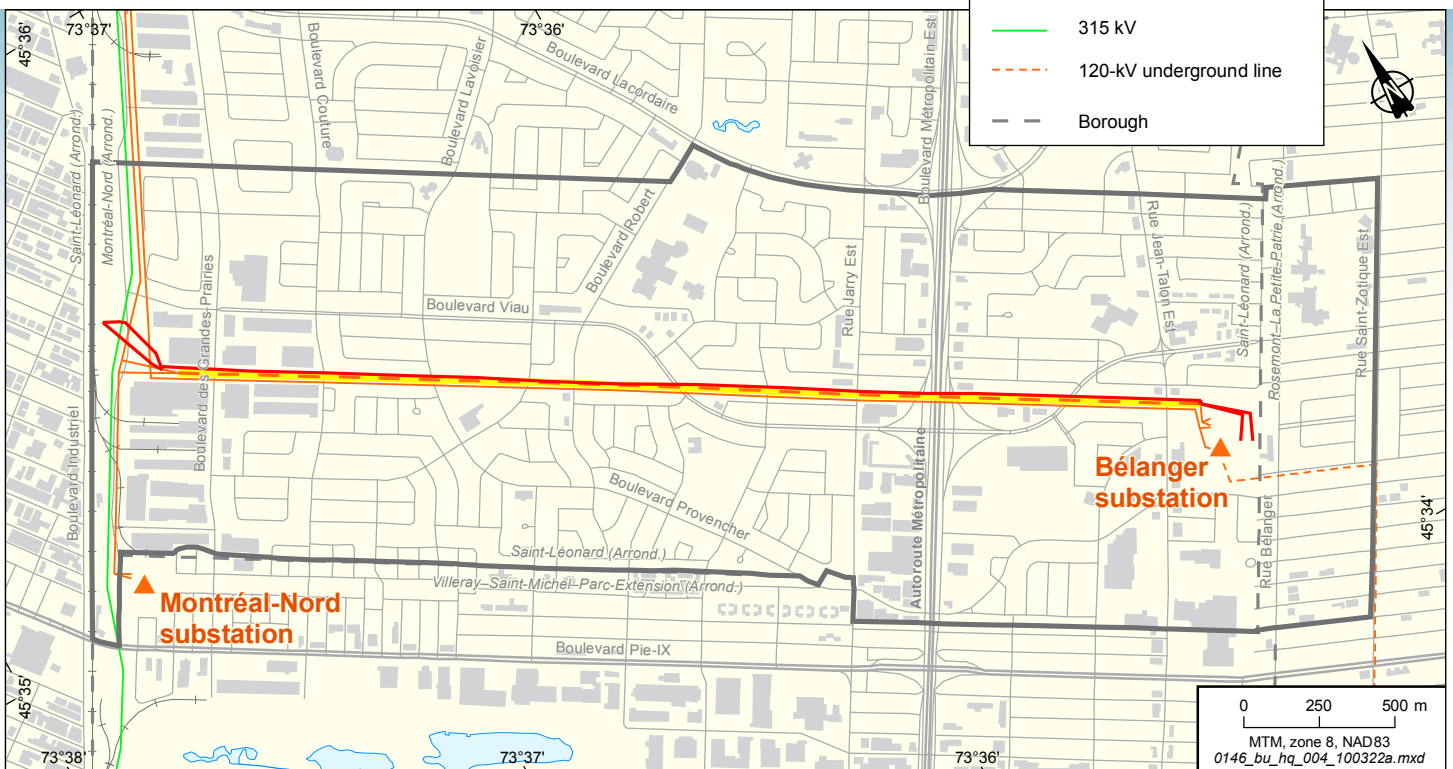 45°36'
73°37'
73°36'
315 kV
120-kV underground line
Borough
Saint-Léonard (Arrond.)
Montréal-Nord (Arrond.)
Boulevard Couture
Boulevard Lavoisier
Boulevard Lacordaire
Boulevard Métropolitain Est
Boulevard Robert
Rue Jean-Talon Est
Saint-Léonard (Arrond.)
Rosemont–La Petite-Patrie (Arrond.)
Rue Saint-Zotique Est
Boulevard des Grandes-Prairies
Boulevard Viau
Rue Jarry Est
Boulevard Industriel
Autoroute Métropolitaine
Bélanger
substation
Boulevard Provencher
Rue Bélanger
45°34'
Saint-Léonard (Arrond.)
Villeray–Saint-Michel–Parc-Extension (Arrond.)
Montréal-Nord
substation
Boulevard Pie-IX
45°35'
73°38'
73°37'
73°36'
0 250 500 m
MTM, zone 8, NAD83
0146_bu_hq_004_100322a.mxd